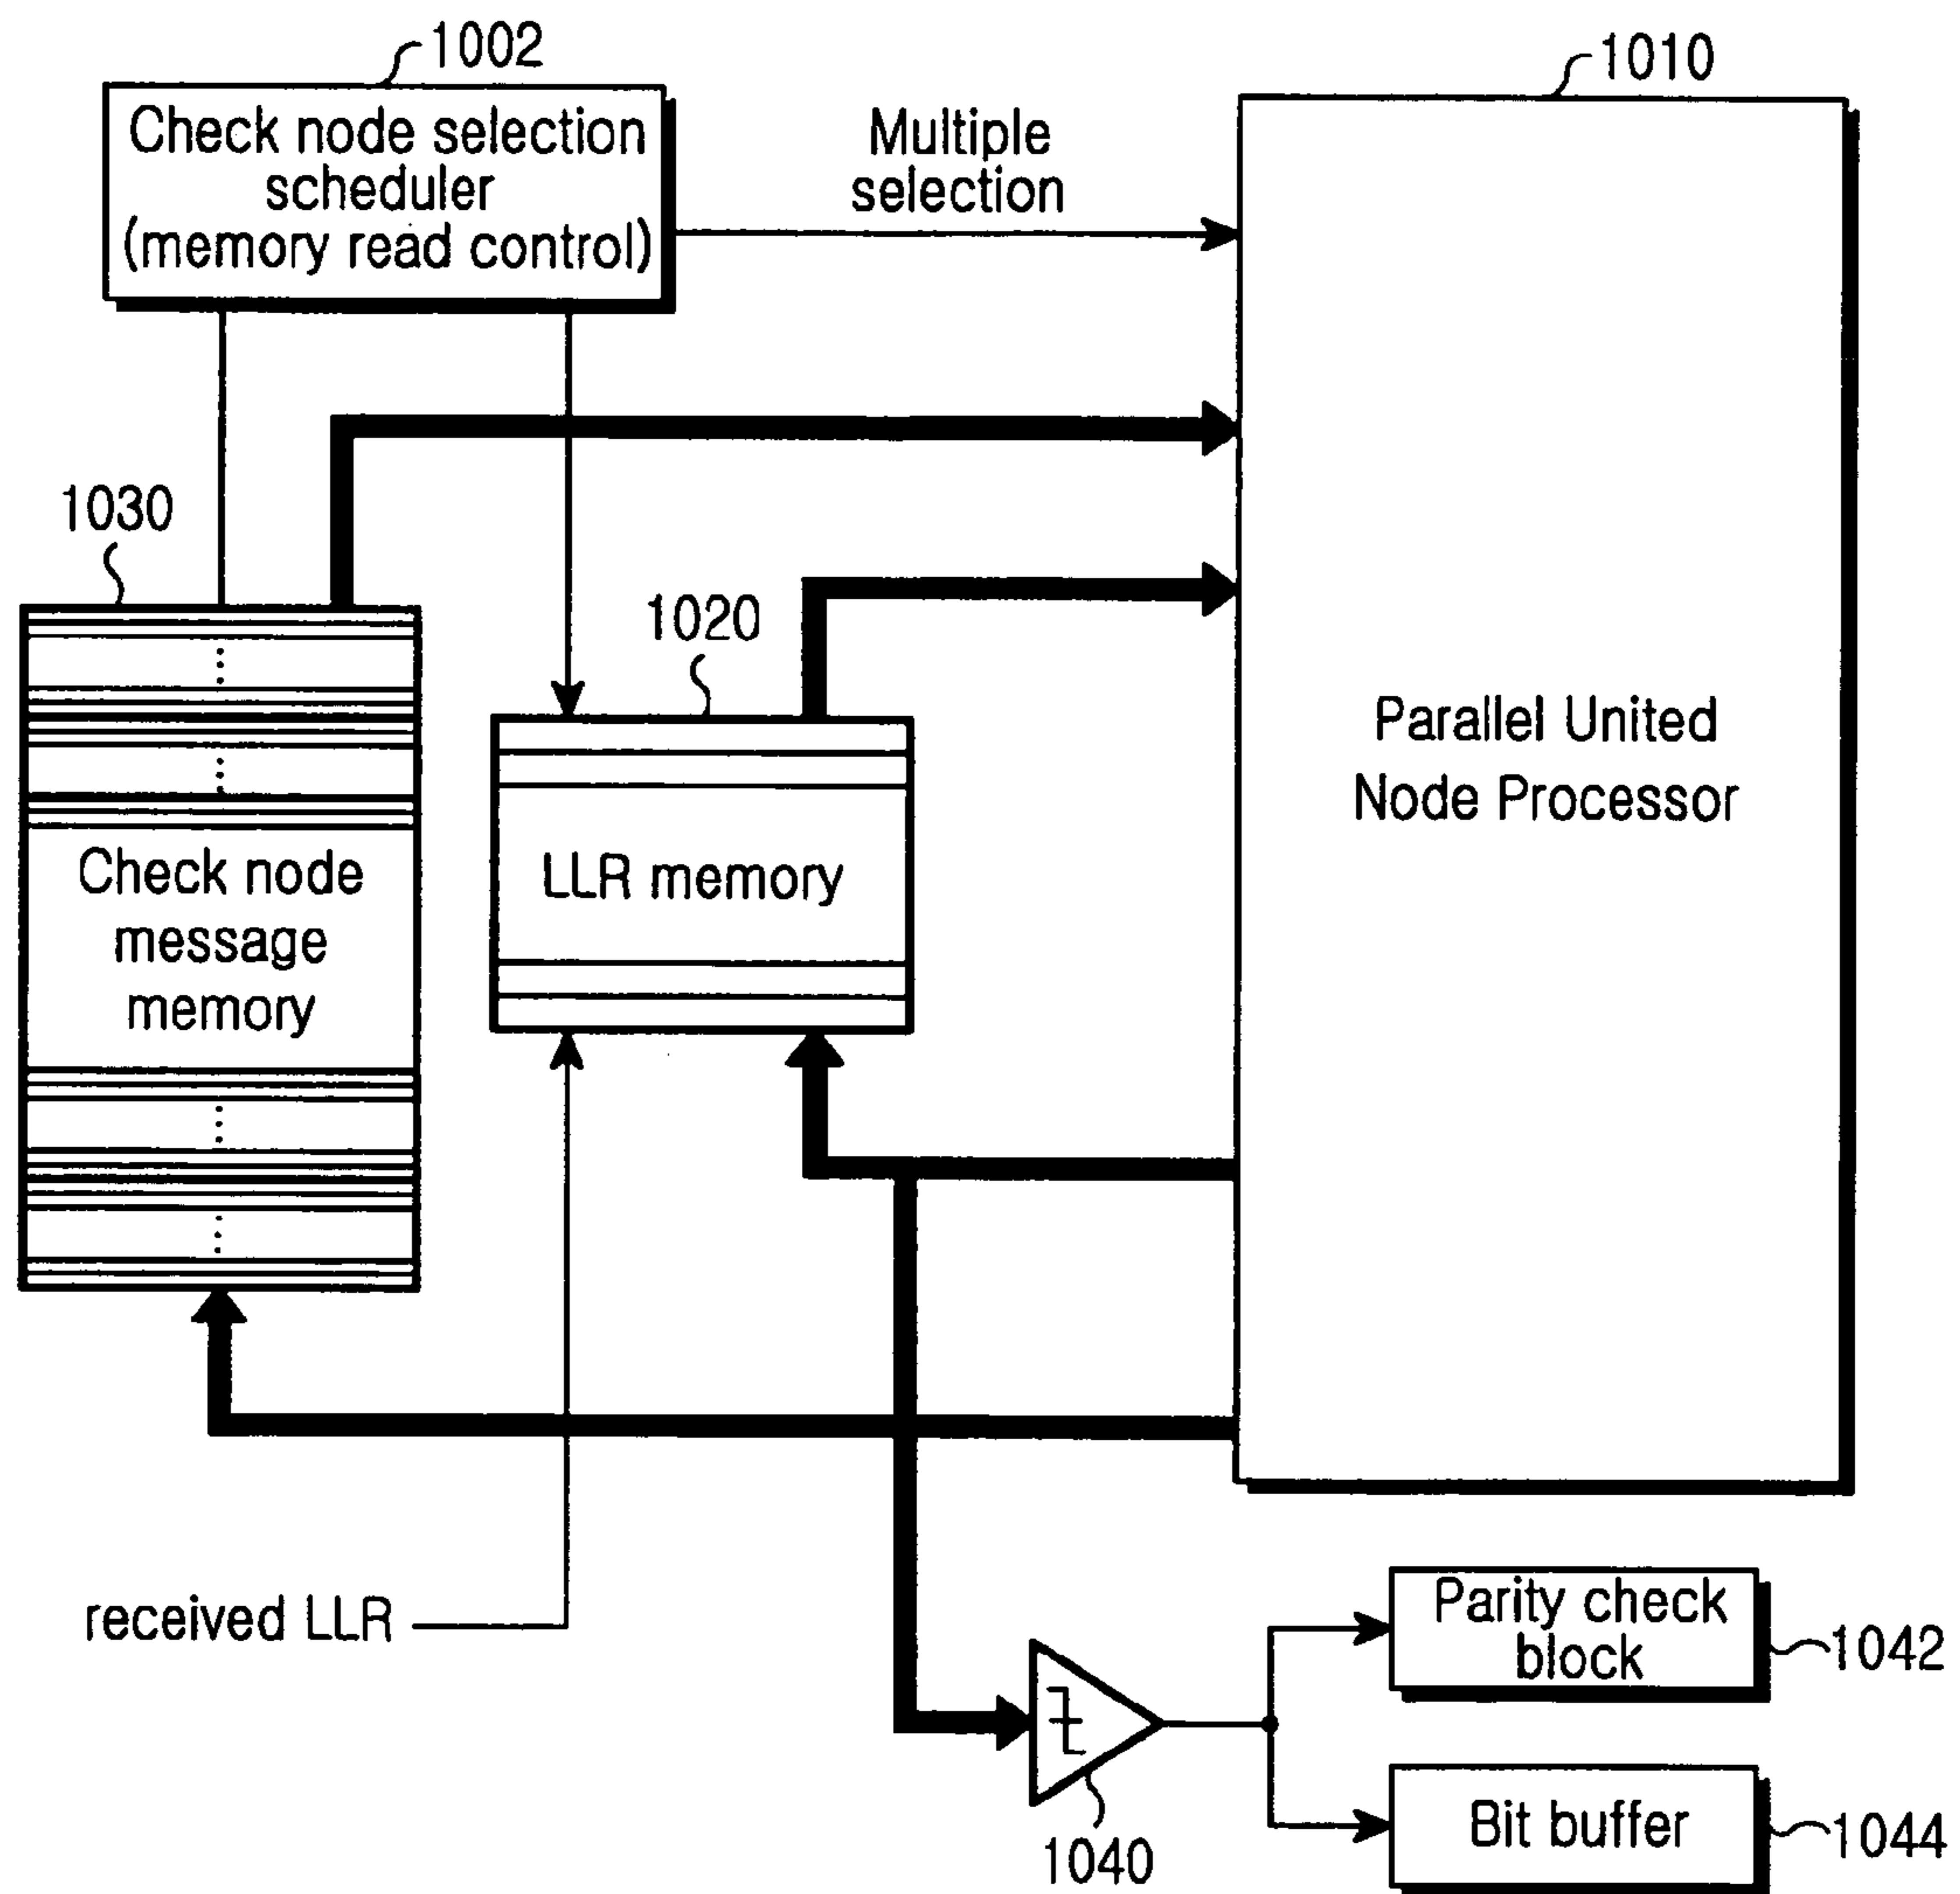 1002
Check node selection
scheduler
(memory read control)
Multiple
selection
1010
1030
1020
Parallel United
Node Processor
Check node
message
memory
LLR memory
received LLR
Parity check
block
1042
1040
Bit buffer
1044